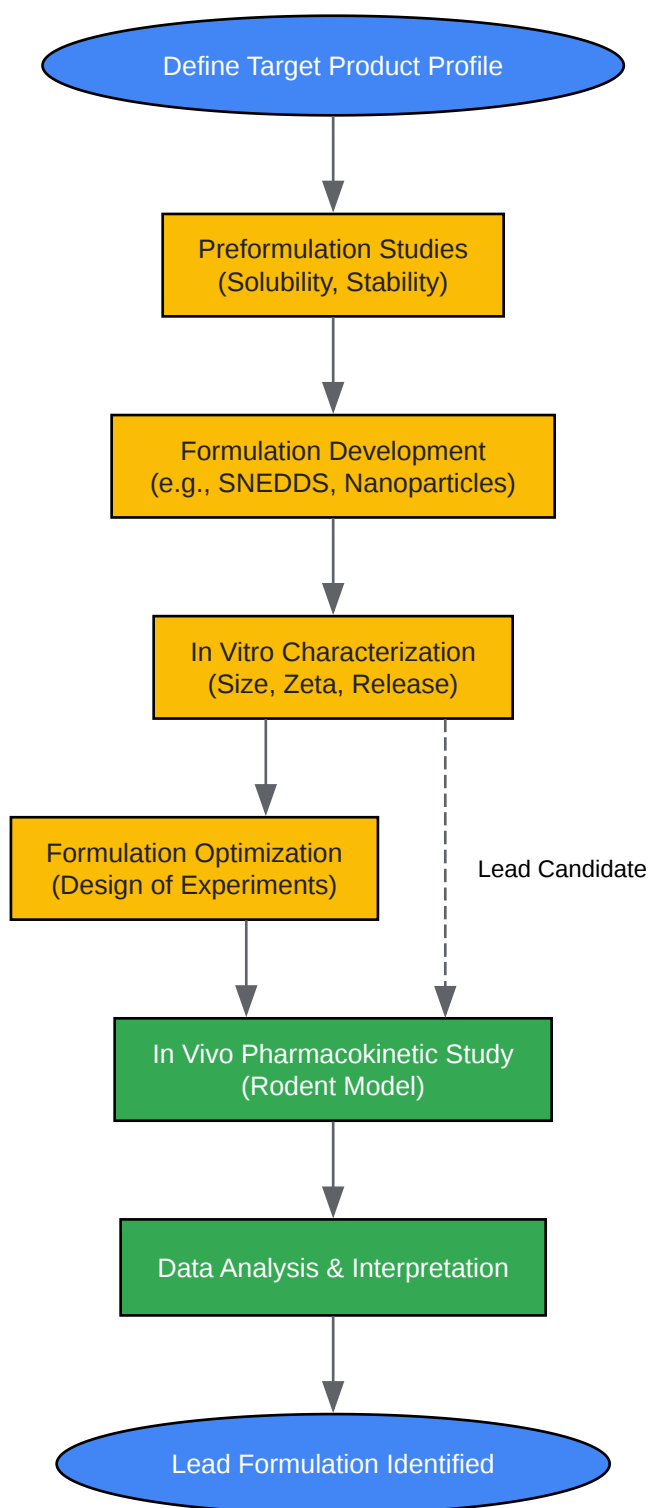 Define Target Product Profile
Preformulation Studies
(Solubility, Stability)
Formulation Development
(e.g., SNEDDS, Nanoparticles)
In Vitro Characterization
(Size, Zeta, Release)
Formulation Optimization
(Design of Experiments)
Lead Candidate
In Vivo Pharmacokinetic Study
(Rodent Model)
Data Analysis & Interpretation
Lead Formulation Identified